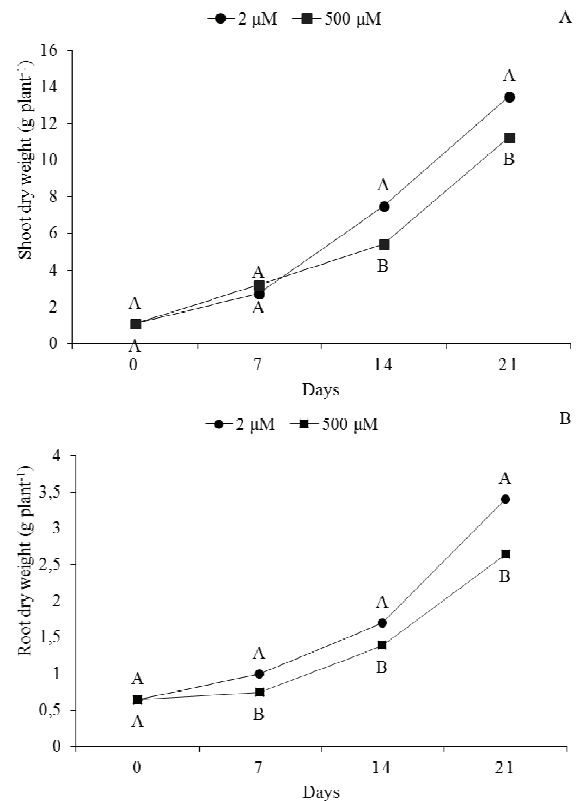 2 µM 500 µM A
Shoot dry weight (g plant⁻¹)
16
14 A
12
10 B
8 A
6
4 A B
2 A A
0 A
0 7 14 21
Days
2 µM 500 µM B
Root dry weight (g plant⁻¹)
4
3,5 A
3
2,5 B
2 A
1,5
1 A A B
0,5 A B
0
0 7 14 21
Days